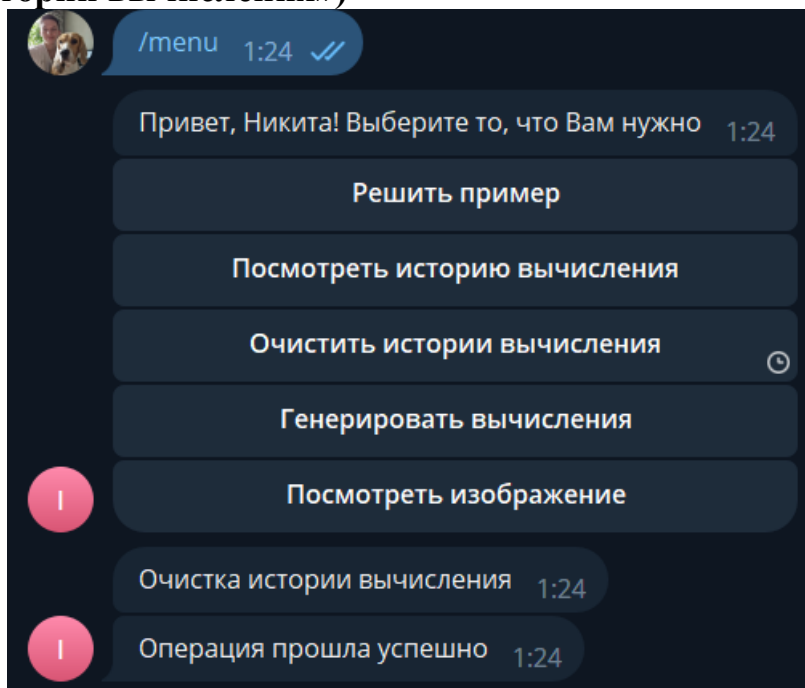 /menu 1:24
Привет, Никита! Выберите то, что Вам нужно 1:24
Решить пример
Посмотреть историю вычисления
Очистить истории вычисления
Генерировать вычисления
I Посмотреть изображение
Очистка истории вычисления 1:24
I Операция прошла успешно 1:24